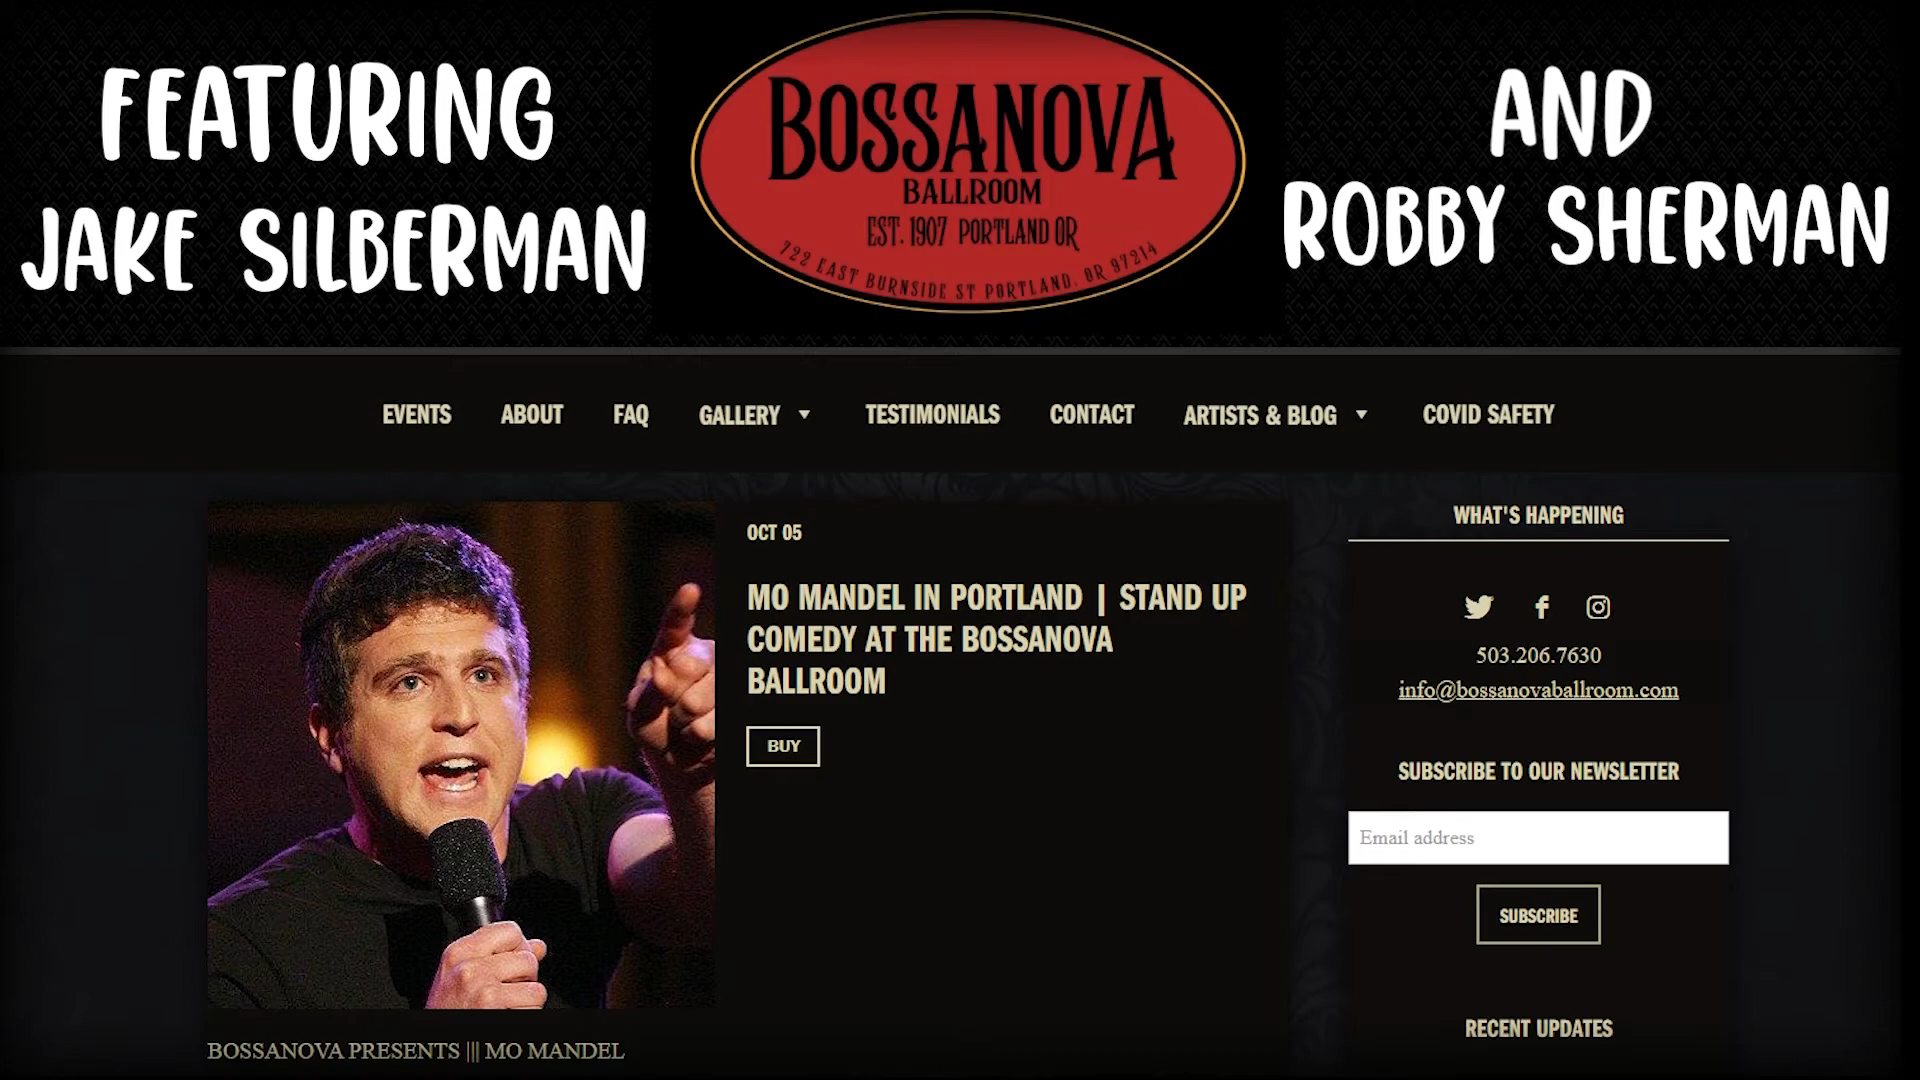 FEATURING
JAKE SILBERMAN
BOSSANOVA
BALLROOM
EST. 1907 PORTLAND OR
722 EAST BURNSIDE ST PORTLAND, OR 97214
AND
ROBBY SHERMAN
EVENTS ABOUT FAQ GALLERY TESTIMONIALS CONTACT ARTISTS & BLOG COVID SAFETY
OCT 05
MO MANDEL IN PORTLAND | STAND UP
COMEDY AT THE BOSSANOVA
BALLROOM
BUY
BOSSANOVA PRESENTS ||| MO MANDEL
WHAT'S HAPPENING
503.206.7630
info@bossanovaballroom.com
SUBSCRIBE TO OUR NEWSLETTER
Email address
SUBSCRIBE
RECENT UPDATES